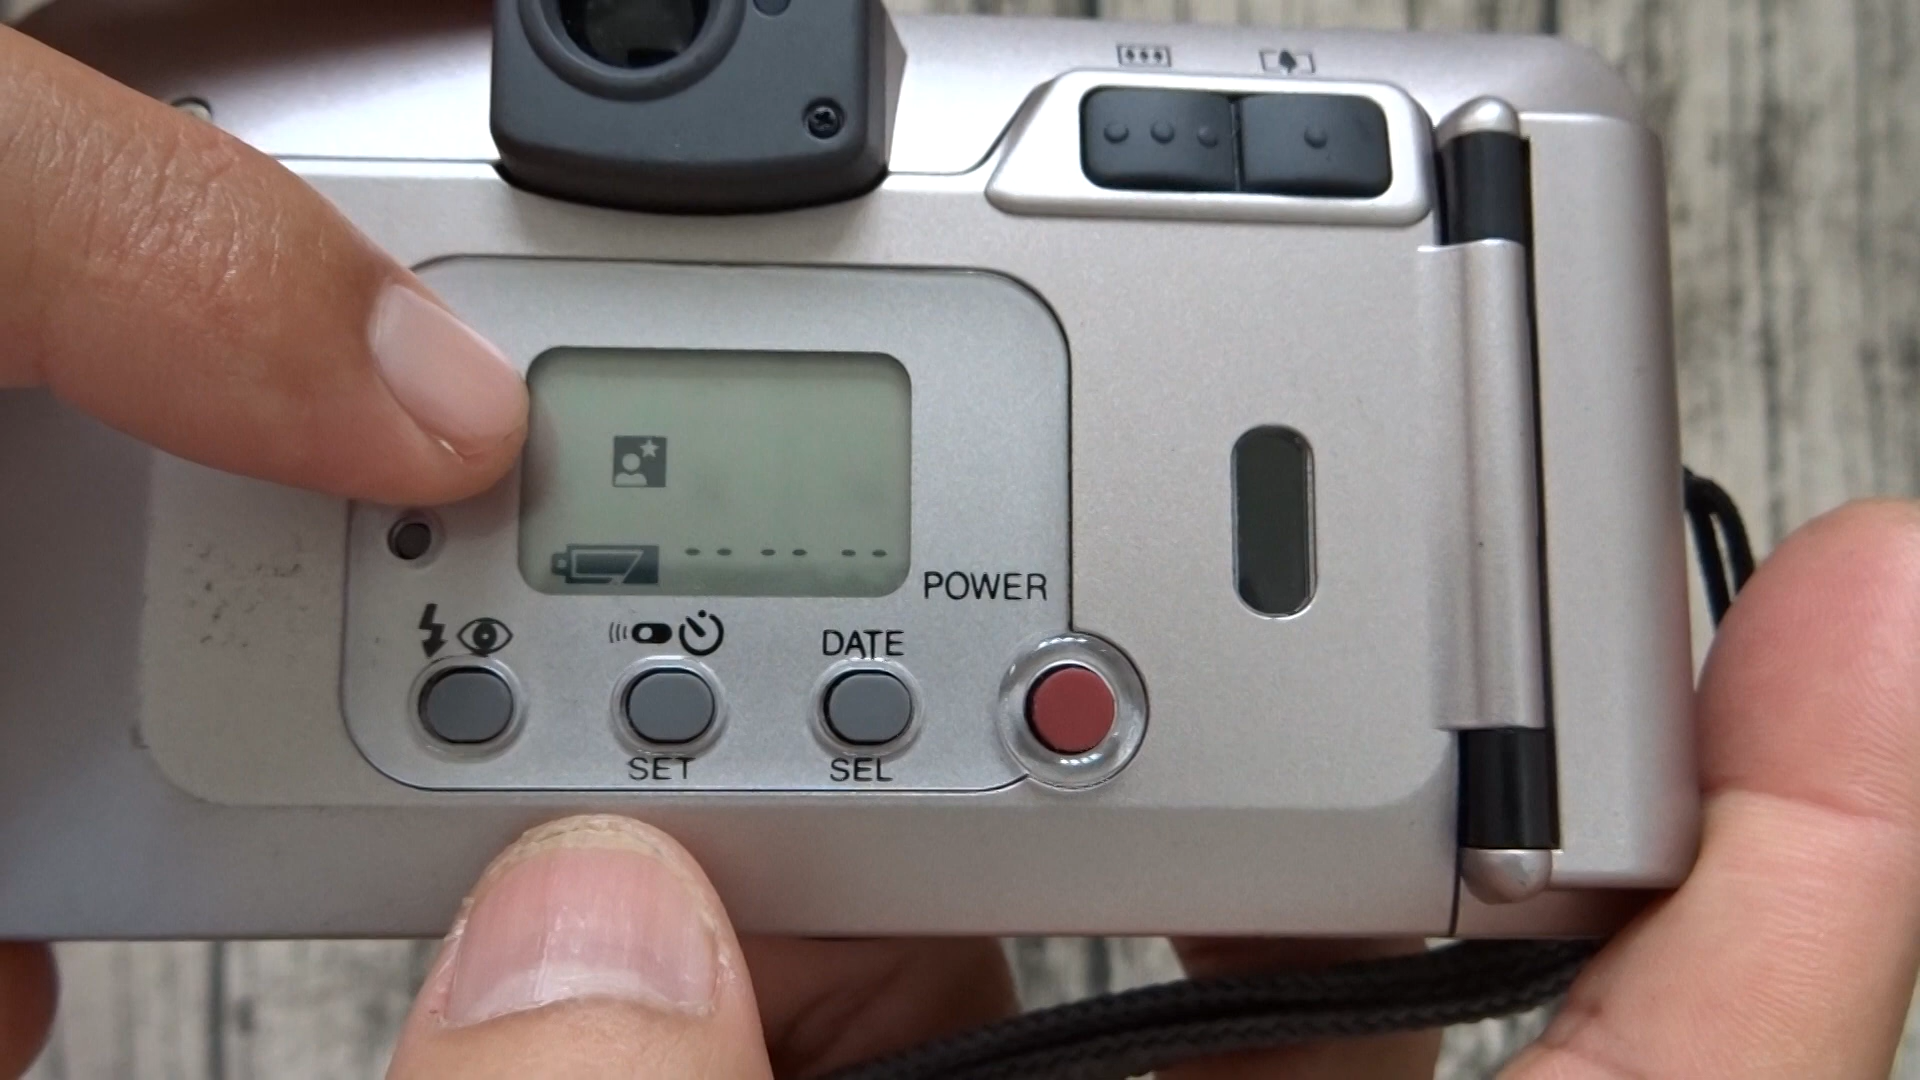 -- -- --
POWER
DATE
SET
SEL